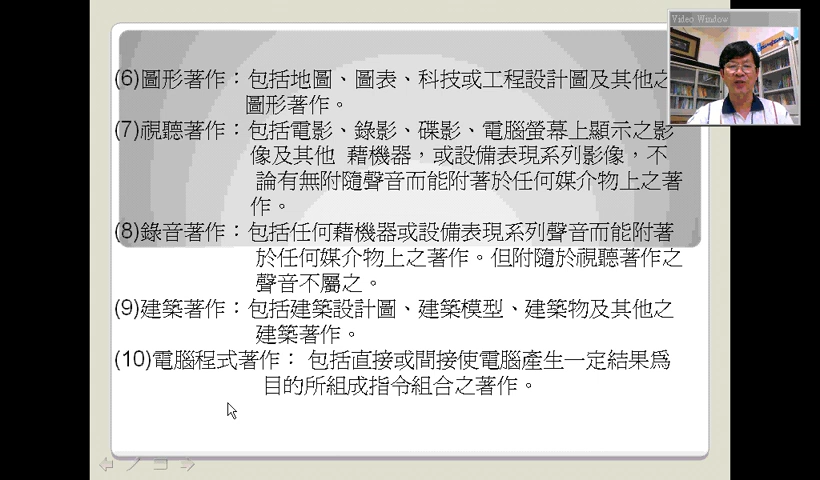 Video Window
(6)圖形著作：包括地圖、圖表、科技或工程設計圖及其他之
圖形著作。
(7)視聽著作：包括電影、錄影、碟影、電腦螢幕上顯示之影
像及其他 藉機器，或設備表現系列影像，不
論有無附隨聲音而能附著於任何媒介物上之著
作。
(8)錄音著作：包括任何藉機器或設備表現系列聲音而能附著
於任何媒介物上之著作。但附隨於視聽著作之
聲音不屬之。
(9)建築著作：包括建築設計圖、建築模型、建築物及其他之
建築著作。
(10)電腦程式著作： 包括直接或間接使電腦產生一定結果為
目的所組成指令組合之著作。